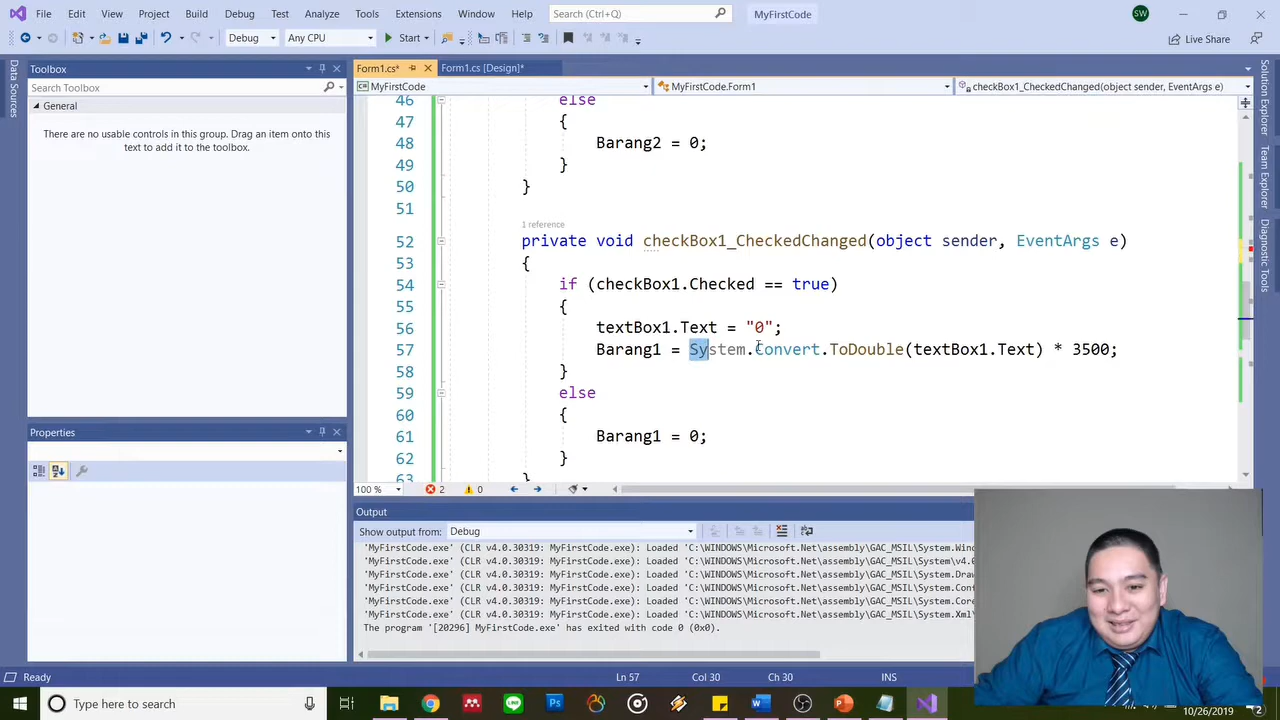 File Edit View Project Build Debug Test Analyze Tools Extensions Window Help Search (Ctrl+Q) MyFirstCode SW
Debug Any CPU Start Live Share
Data Sources
Toolbox
Search Toolbox
General
There are no usable controls in this group. Drag an item onto this
text to add it to the toolbox.
Properties
Form1.cs* Form1.cs [Design]*
MyFirstCode MyFirstCode.Form1 checkBox1_CheckedChanged(object sender, EventArgs e)
46 else
47 {
48 Barang2 = 0;
49 }
50 }
51
1 reference
52 private void checkBox1_CheckedChanged(object sender, EventArgs e)
53 {
54 if (checkBox1.Checked == true)
55 {
56 textBox1.Text = "0";
57 Barang1 = System.Convert.ToDouble(textBox1.Text) * 3500;
58 }
59 else
60 {
61 Barang1 = 0;
62 }
63 }
100 % 2 0
Output
Show output from: Debug
'MyFirstCode.exe' (CLR v4.0.30319: MyFirstCode.exe): Loaded 'C:\WINDOWS\Microsoft.Net\assembly\GAC_MSIL\System.Wind
'MyFirstCode.exe' (CLR v4.0.30319: MyFirstCode.exe): Loaded 'C:\WINDOWS\Microsoft.Net\assembly\GAC_MSIL\System\v4.0
'MyFirstCode.exe' (CLR v4.0.30319: MyFirstCode.exe): Loaded 'C:\WINDOWS\Microsoft.Net\assembly\GAC_MSIL\System.Draw
'MyFirstCode.exe' (CLR v4.0.30319: MyFirstCode.exe): Loaded 'C:\WINDOWS\Microsoft.Net\assembly\GAC_MSIL\System.Conf
'MyFirstCode.exe' (CLR v4.0.30319: MyFirstCode.exe): Loaded 'C:\WINDOWS\Microsoft.Net\assembly\GAC_MSIL\System.Core
'MyFirstCode.exe' (CLR v4.0.30319: MyFirstCode.exe): Loaded 'C:\WINDOWS\Microsoft.Net\assembly\GAC_MSIL\System.Xml\
The program '[20296] MyFirstCode.exe' has exited with code 0 (0x0).
Solution Explorer
Team Explorer
Diagnostic Tools
Ready Ln 57 Col 30 Ch 30 INS
Type here to search
10/26/2019